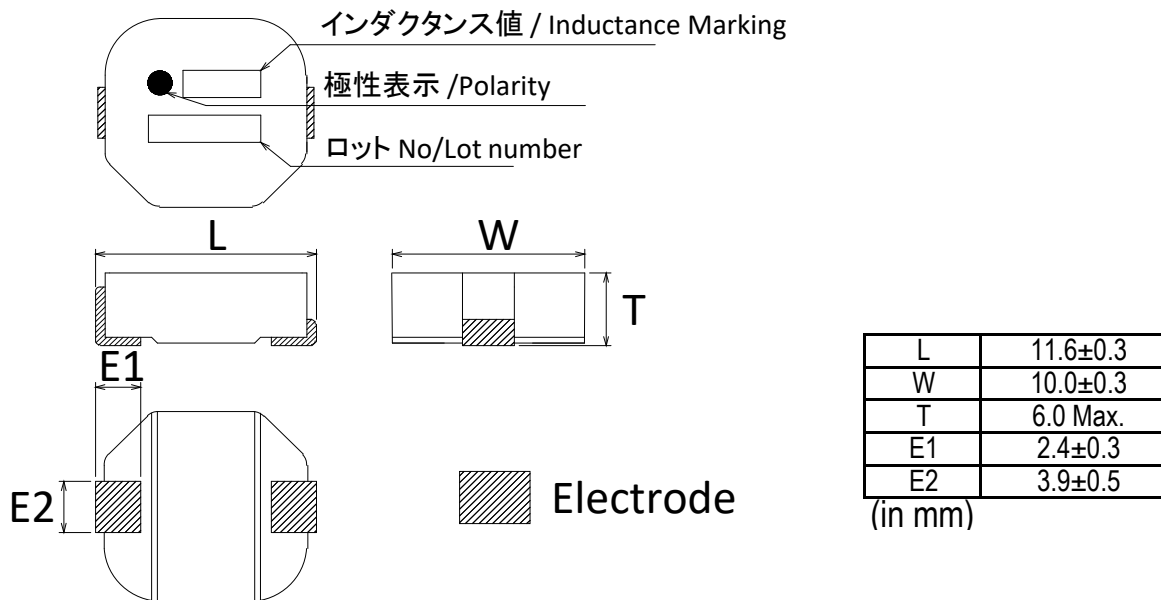 インダクタンス値 / Inductance Marking
極性表示 /Polarity
ロット No/Lot number
L
W
T
E1
E2
Electrode
L 11.6±0.3
W 10.0±0.3
T 6.0 Max.
E1 2.4±0.3
E2 3.9±0.5
(in mm)